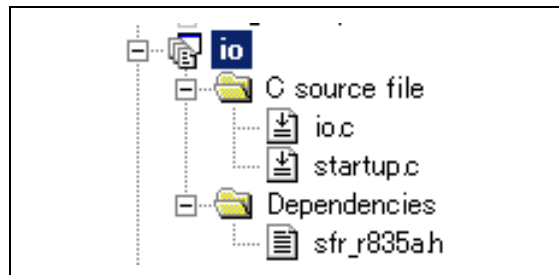 io
C source file
io.c
startup.c
Dependencies
sfr_r835a.h